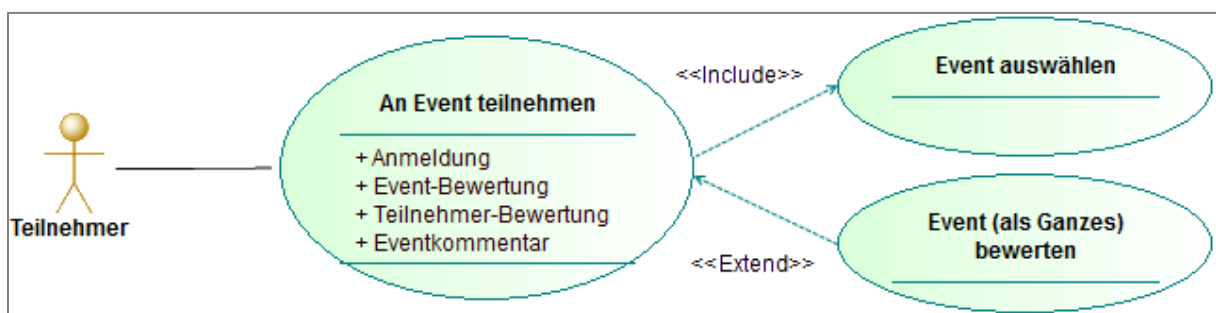 Teilnehmer
An Event teilnehmen
+ Anmeldung
+ Event-Bewertung
+ Teilnehmer-Bewertung
+ Eventkommentar
<<Include>>
Event auswählen
<<Extend>>
Event (als Ganzes)
bewerten